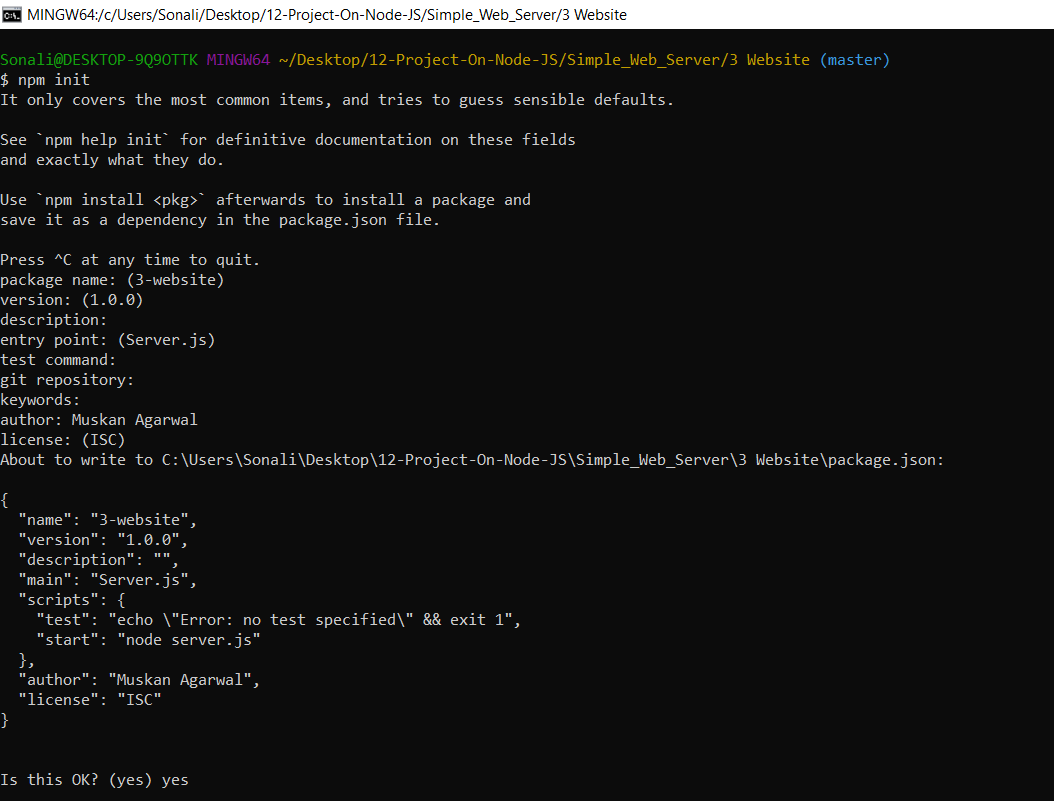 MINGW64:/c/Users/Sonali/Desktop/12-Project-On-Node-JS/Simple_Web_Server/3 Website
Sonali@DESKTOP-9Q9OTTK MINGW64 ~/Desktop/12-Project-On-Node-JS/Simple_Web_Server/3 Website (master)
$ npm init
It only covers the most common items, and tries to guess sensible defaults.
See `npm help init` for definitive documentation on these fields
and exactly what they do.
Use `npm install <pkg>` afterwards to install a package and
save it as a dependency in the package.json file.
Press ^C at any time to quit.
package name: (3-website)
version: (1.0.0)
description:
entry point: (Server.js)
test command:
git repository:
keywords:
author: Muskan Agarwal
license: (ISC)
About to write to C:\Users\Sonali\Desktop\12-Project-On-Node-JS\Simple_Web_Server\3 Website\package.json:
{
  "name": "3-website",
  "version": "1.0.0",
  "description": "",
  "main": "Server.js",
  "scripts": {
    "test": "echo \"Error: no test specified\" && exit 1",
    "start": "node server.js"
  },
  "author": "Muskan Agarwal",
  "license": "ISC"
}
Is this OK? (yes) yes